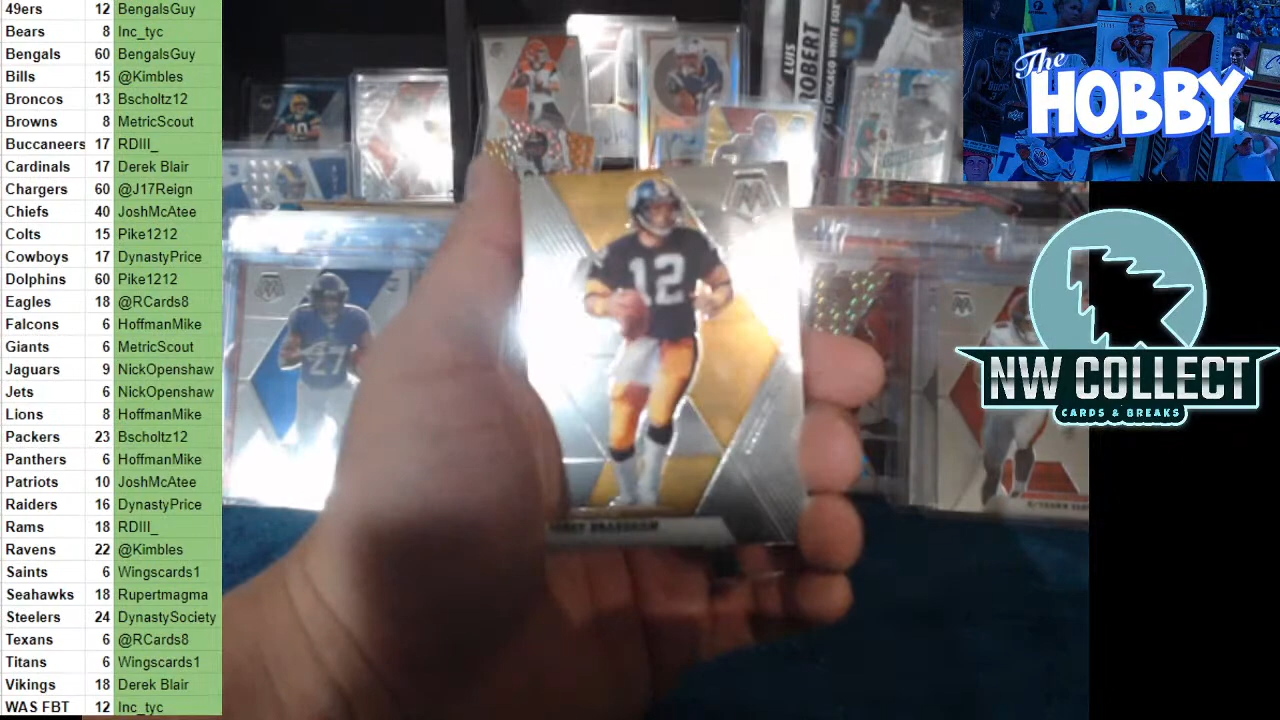 49ers 12 BengalsGuy
Bears 8 Inc_tyc
Bengals 60 BengalsGuy
Bills 15 @Kimbles
Broncos 13 Bscholtz12
Browns 8 MetricScout
Buccaneers 17 RDIII_
Cardinals 17 Derek Blair
Chargers 60 @J17Reign
Chiefs 40 JoshMcAtee
Colts 15 Pike1212
Cowboys 17 DynastyPrice
Dolphins 60 Pike1212
Eagles 18 @RCards8
Falcons 6 HoffmanMike
Giants 6 MetricScout
Jaguars 9 NickOpenshaw
Jets 6 NickOpenshaw
Lions 8 HoffmanMike
Packers 23 Bscholtz12
Panthers 6 HoffmanMike
Patriots 10 JoshMcAtee
Raiders 16 DynastyPrice
Rams 18 RDIII_
Ravens 22 @Kimbles
Saints 6 Wingscards1
Seahawks 18 Rupertmagma
Steelers 24 DynastySociety
Texans 6 @RCards8
Titans 6 Wingscards1
Vikings 18 Derek Blair
WAS FBT 12 Inc_tyc
LUIS
ROBERT
CHICAGO WHITE SOX
12
27
The
HOBBY
NW COLLECT
CARDS & BREAKS